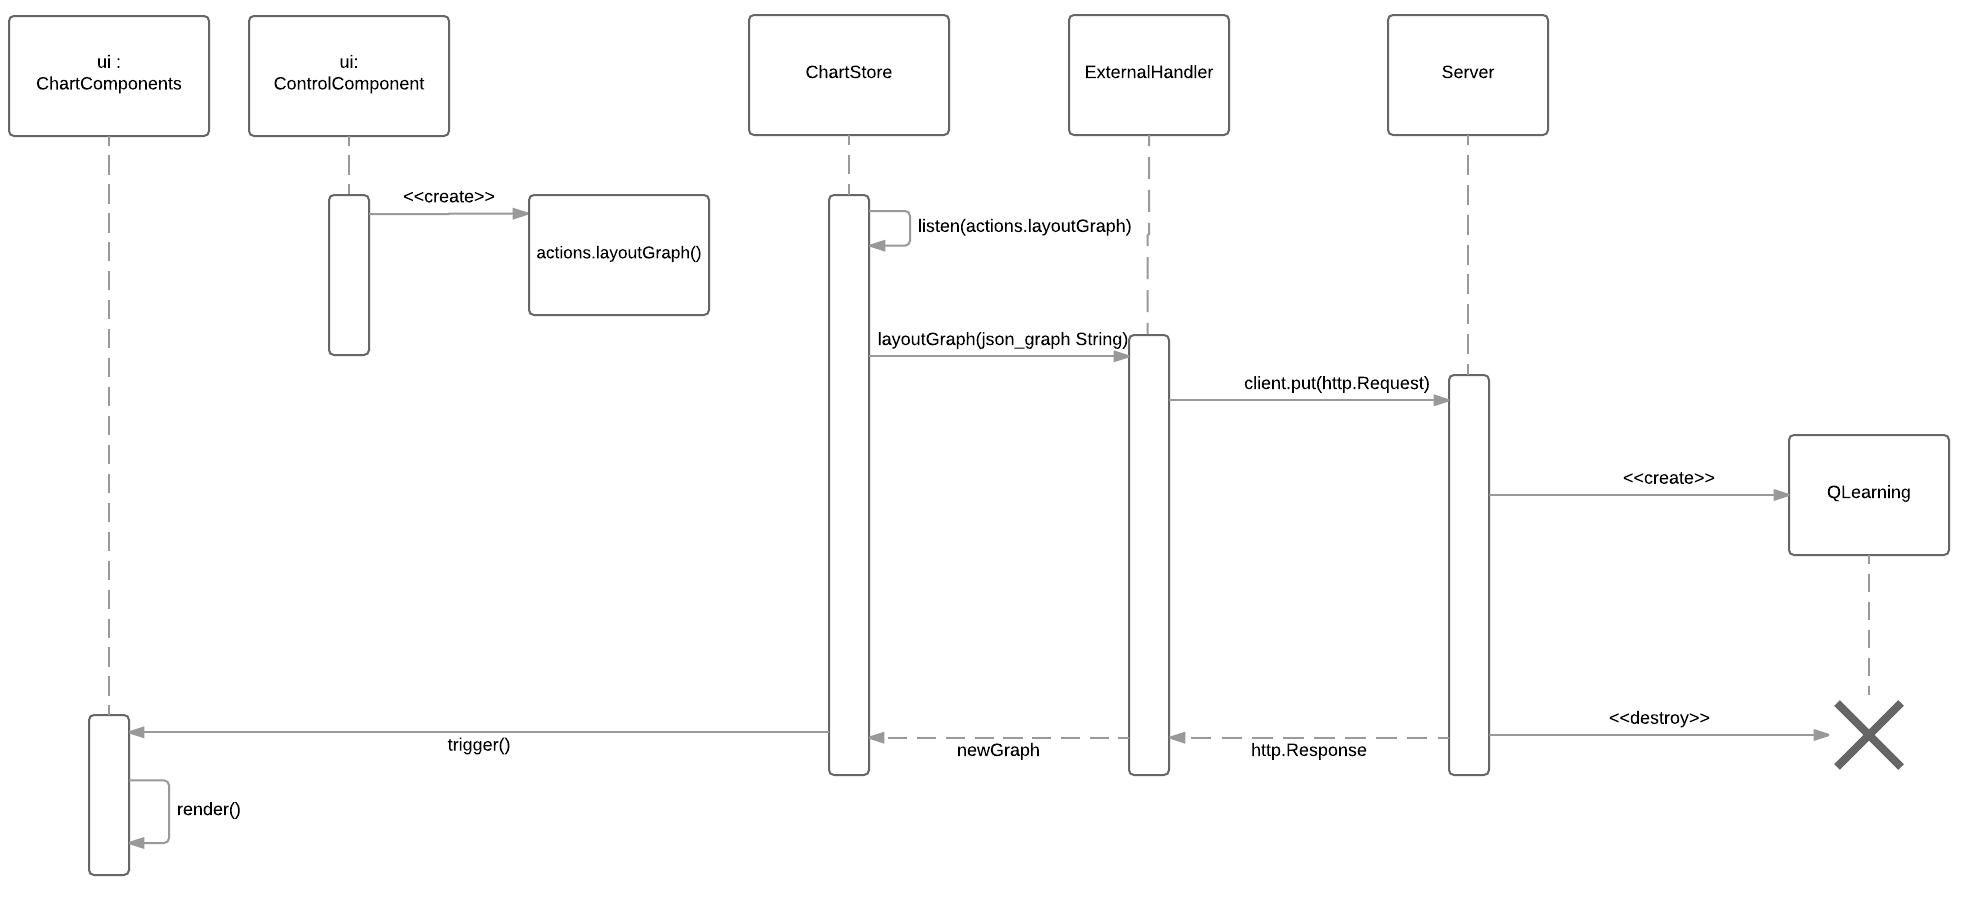 ui :
ChartComponents
ui:
ControlComponent
ChartStore
ExternalHandler
Server
<<create>>
actions.layoutGraph()
listen(actions.layoutGraph)
layoutGraph(json_graph String)
client.put(http.Request)
<<create>>
QLearning
<<destroy>>
trigger()
newGraph
http.Response
render()